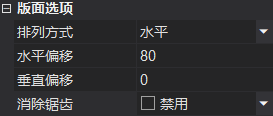 版面选项
排列方式 水平
水平偏移 80
垂直偏移 0
消除锯齿 禁用